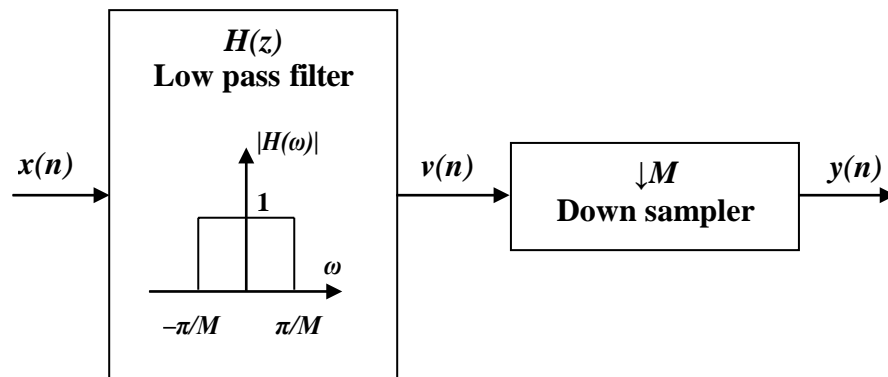 H(z)
Low pass filter
|H(ω)|
x(n)
v(n)
↓M
y(n)
Down sampler
1
ω
–π/M
π/M